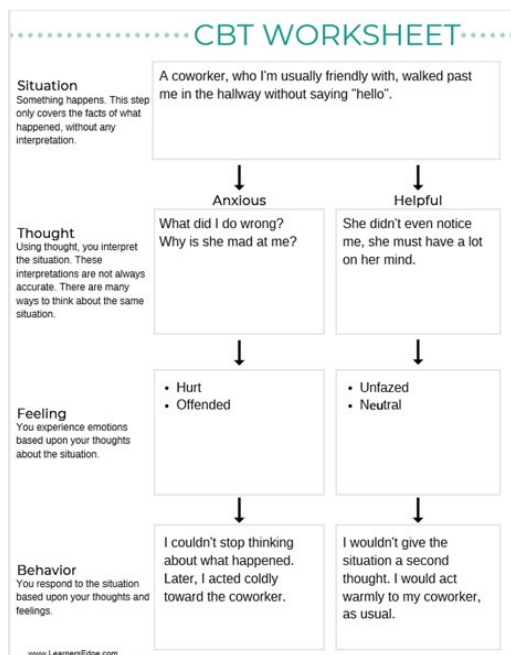 CBT WORKSHEET
Situation
Something happens. This step
only covers the facts of what
happened, without any
interpretation.
A coworker, who I'm usually friendly with, walked past
me in the hallway without saying "hello".
Anxious
Helpful
Thought
Using thought, you interpret
the situation. These
interpretations are not always
accurate. There are many
ways to think about the same
situation.
What did I do wrong?
Why is she mad at me?
She didn't even notice
me, she must have a lot
on her mind.
Feeling
You experience emotions
based upon your thoughts
about the situation.
• Hurt
• Offended
• Unfazed
• Neutral
Behavior
You respond to the situation
based upon your thoughts and
feelings.
I couldn't stop thinking
about what happened.
Later, I acted coldly
toward the coworker.
I wouldn't give the
situation a second
thought. I would act
warmly to my coworker,
as usual.
www.LearnersEdge.com